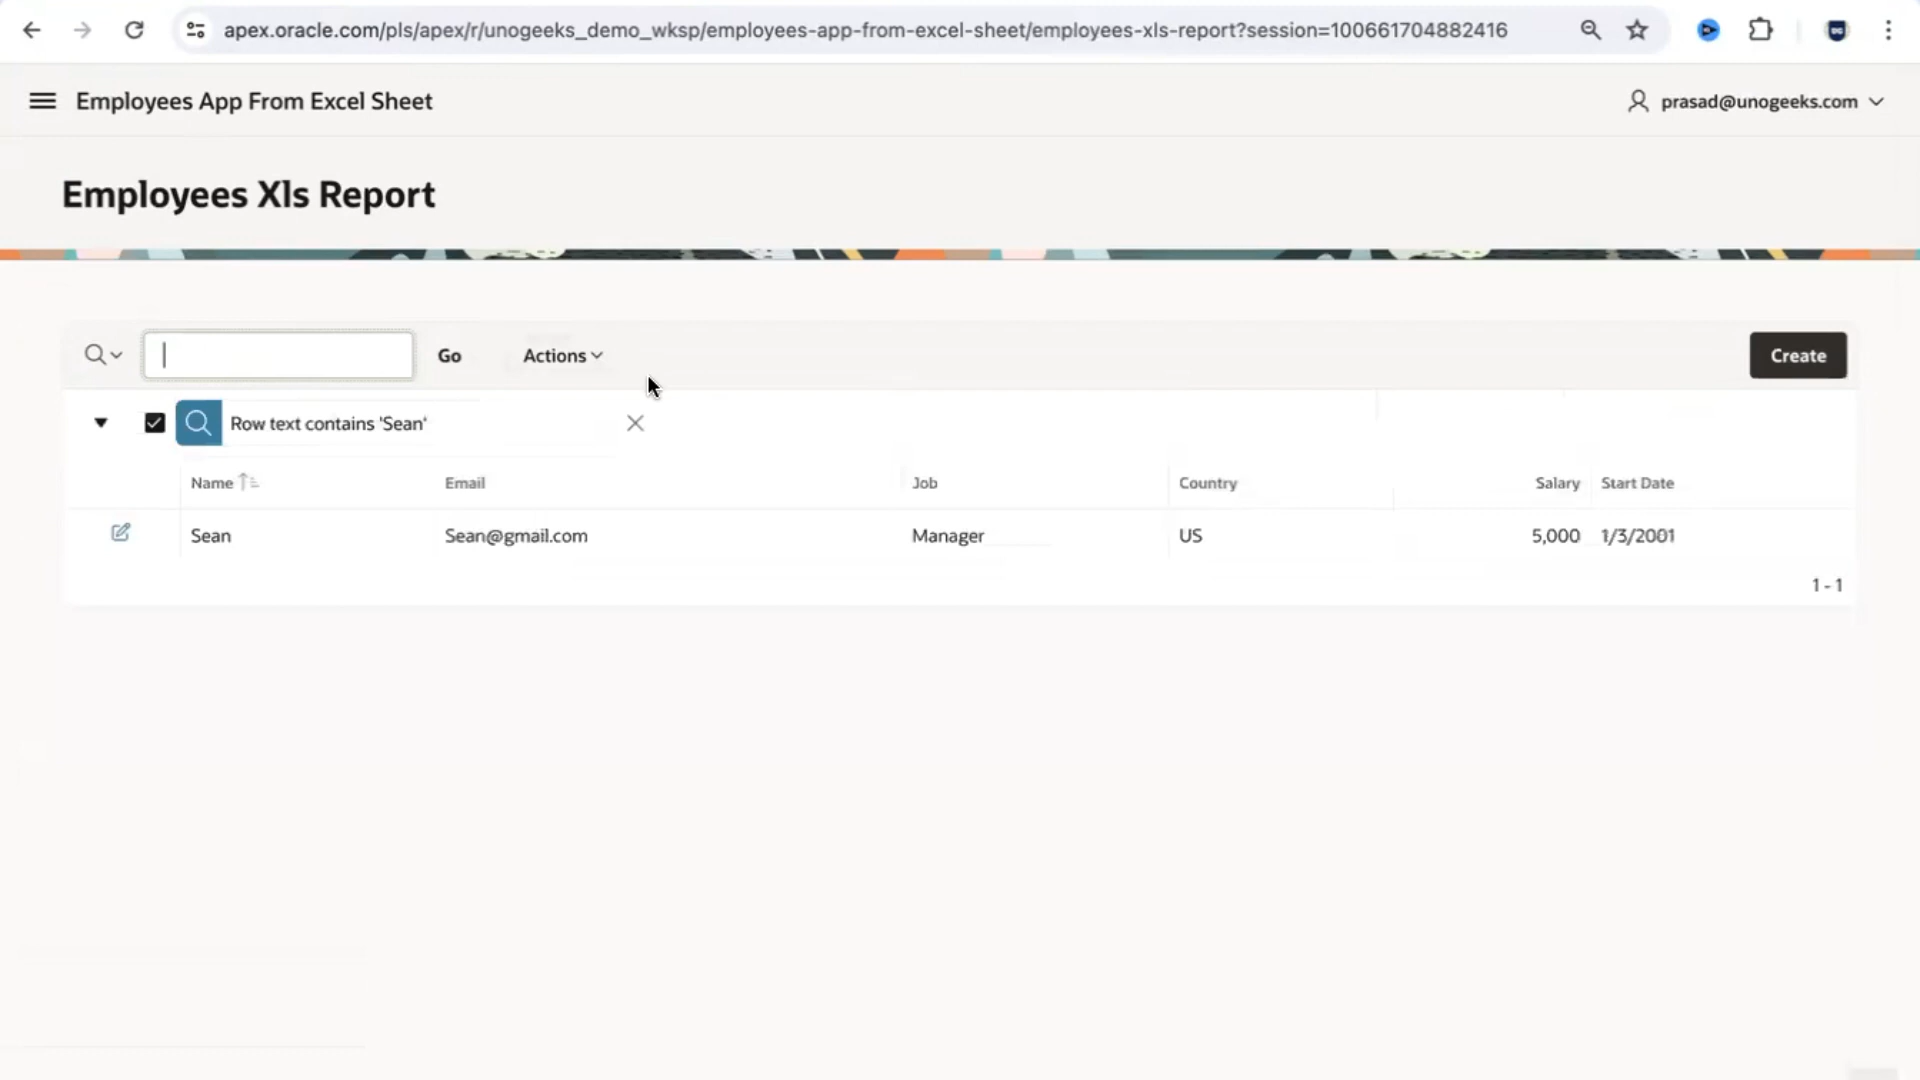 apex.oracle.com/pls/apex/r/unogeeks_demo_wksp/employees-app-from-excel-sheet/employees-xls-report?session=100661704882416
Employees App From Excel Sheet
prasad@unogeeks.com
Employees Xls Report
Go
Actions
Create
Row text contains 'Sean'
Name Email Job Country Salary Start Date
Sean Sean@gmail.com Manager US 5,000 1/3/2001
1 - 1